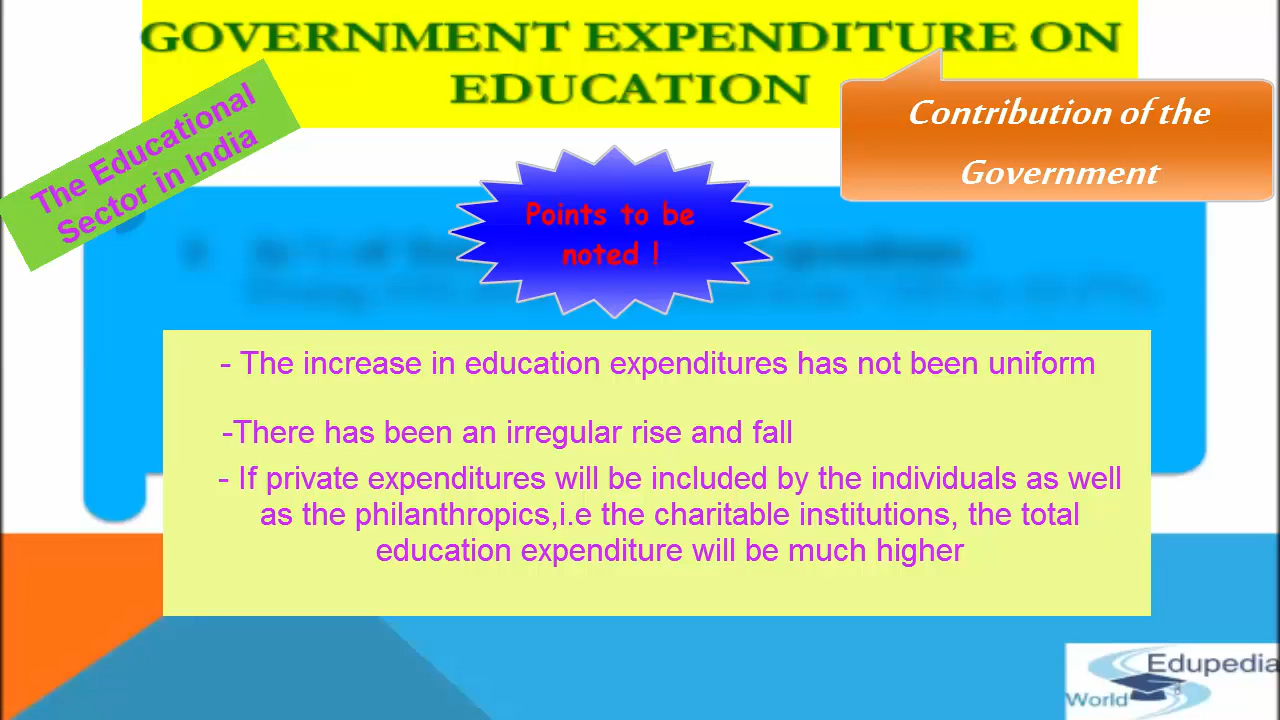 GOVERNMENT EXPENDITURE ON
EDUCATION
The Educational
Sector in India
Contribution of the
Government
Points to be
noted !
- The increase in education expenditures has not been uniform
-There has been an irregular rise and fall
- If private expenditures will be included by the individuals as well
as the philanthropics,i.e the charitable institutions, the total
education expenditure will be much higher
Edupedia
World